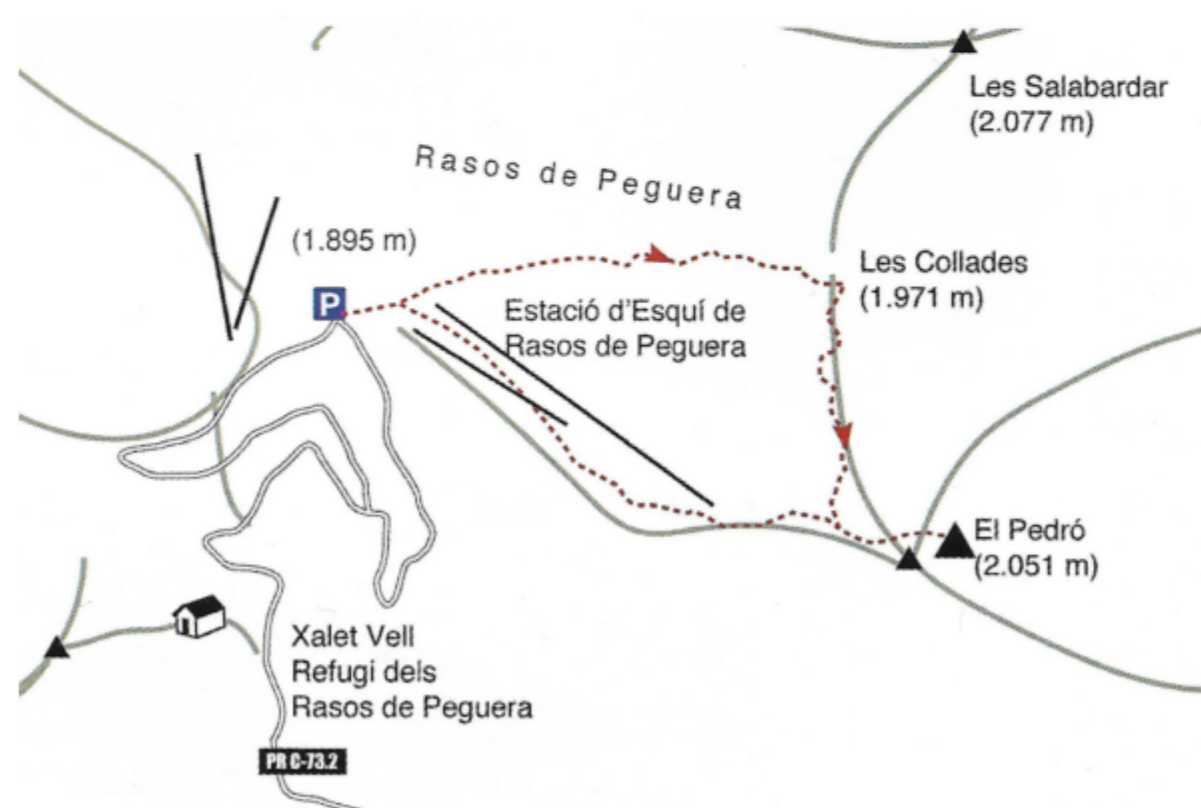 Les Salabardar
(2.077 m)
Rasos de Peguera
(1.895 m)
Les Collades
(1.971 m)
P
Estació d'Esquí de
Rasos de Peguera
El Pedró
(2.051 m)
Xalet Vell
Refugi dels
Rasos de Peguera
PR C-73.2